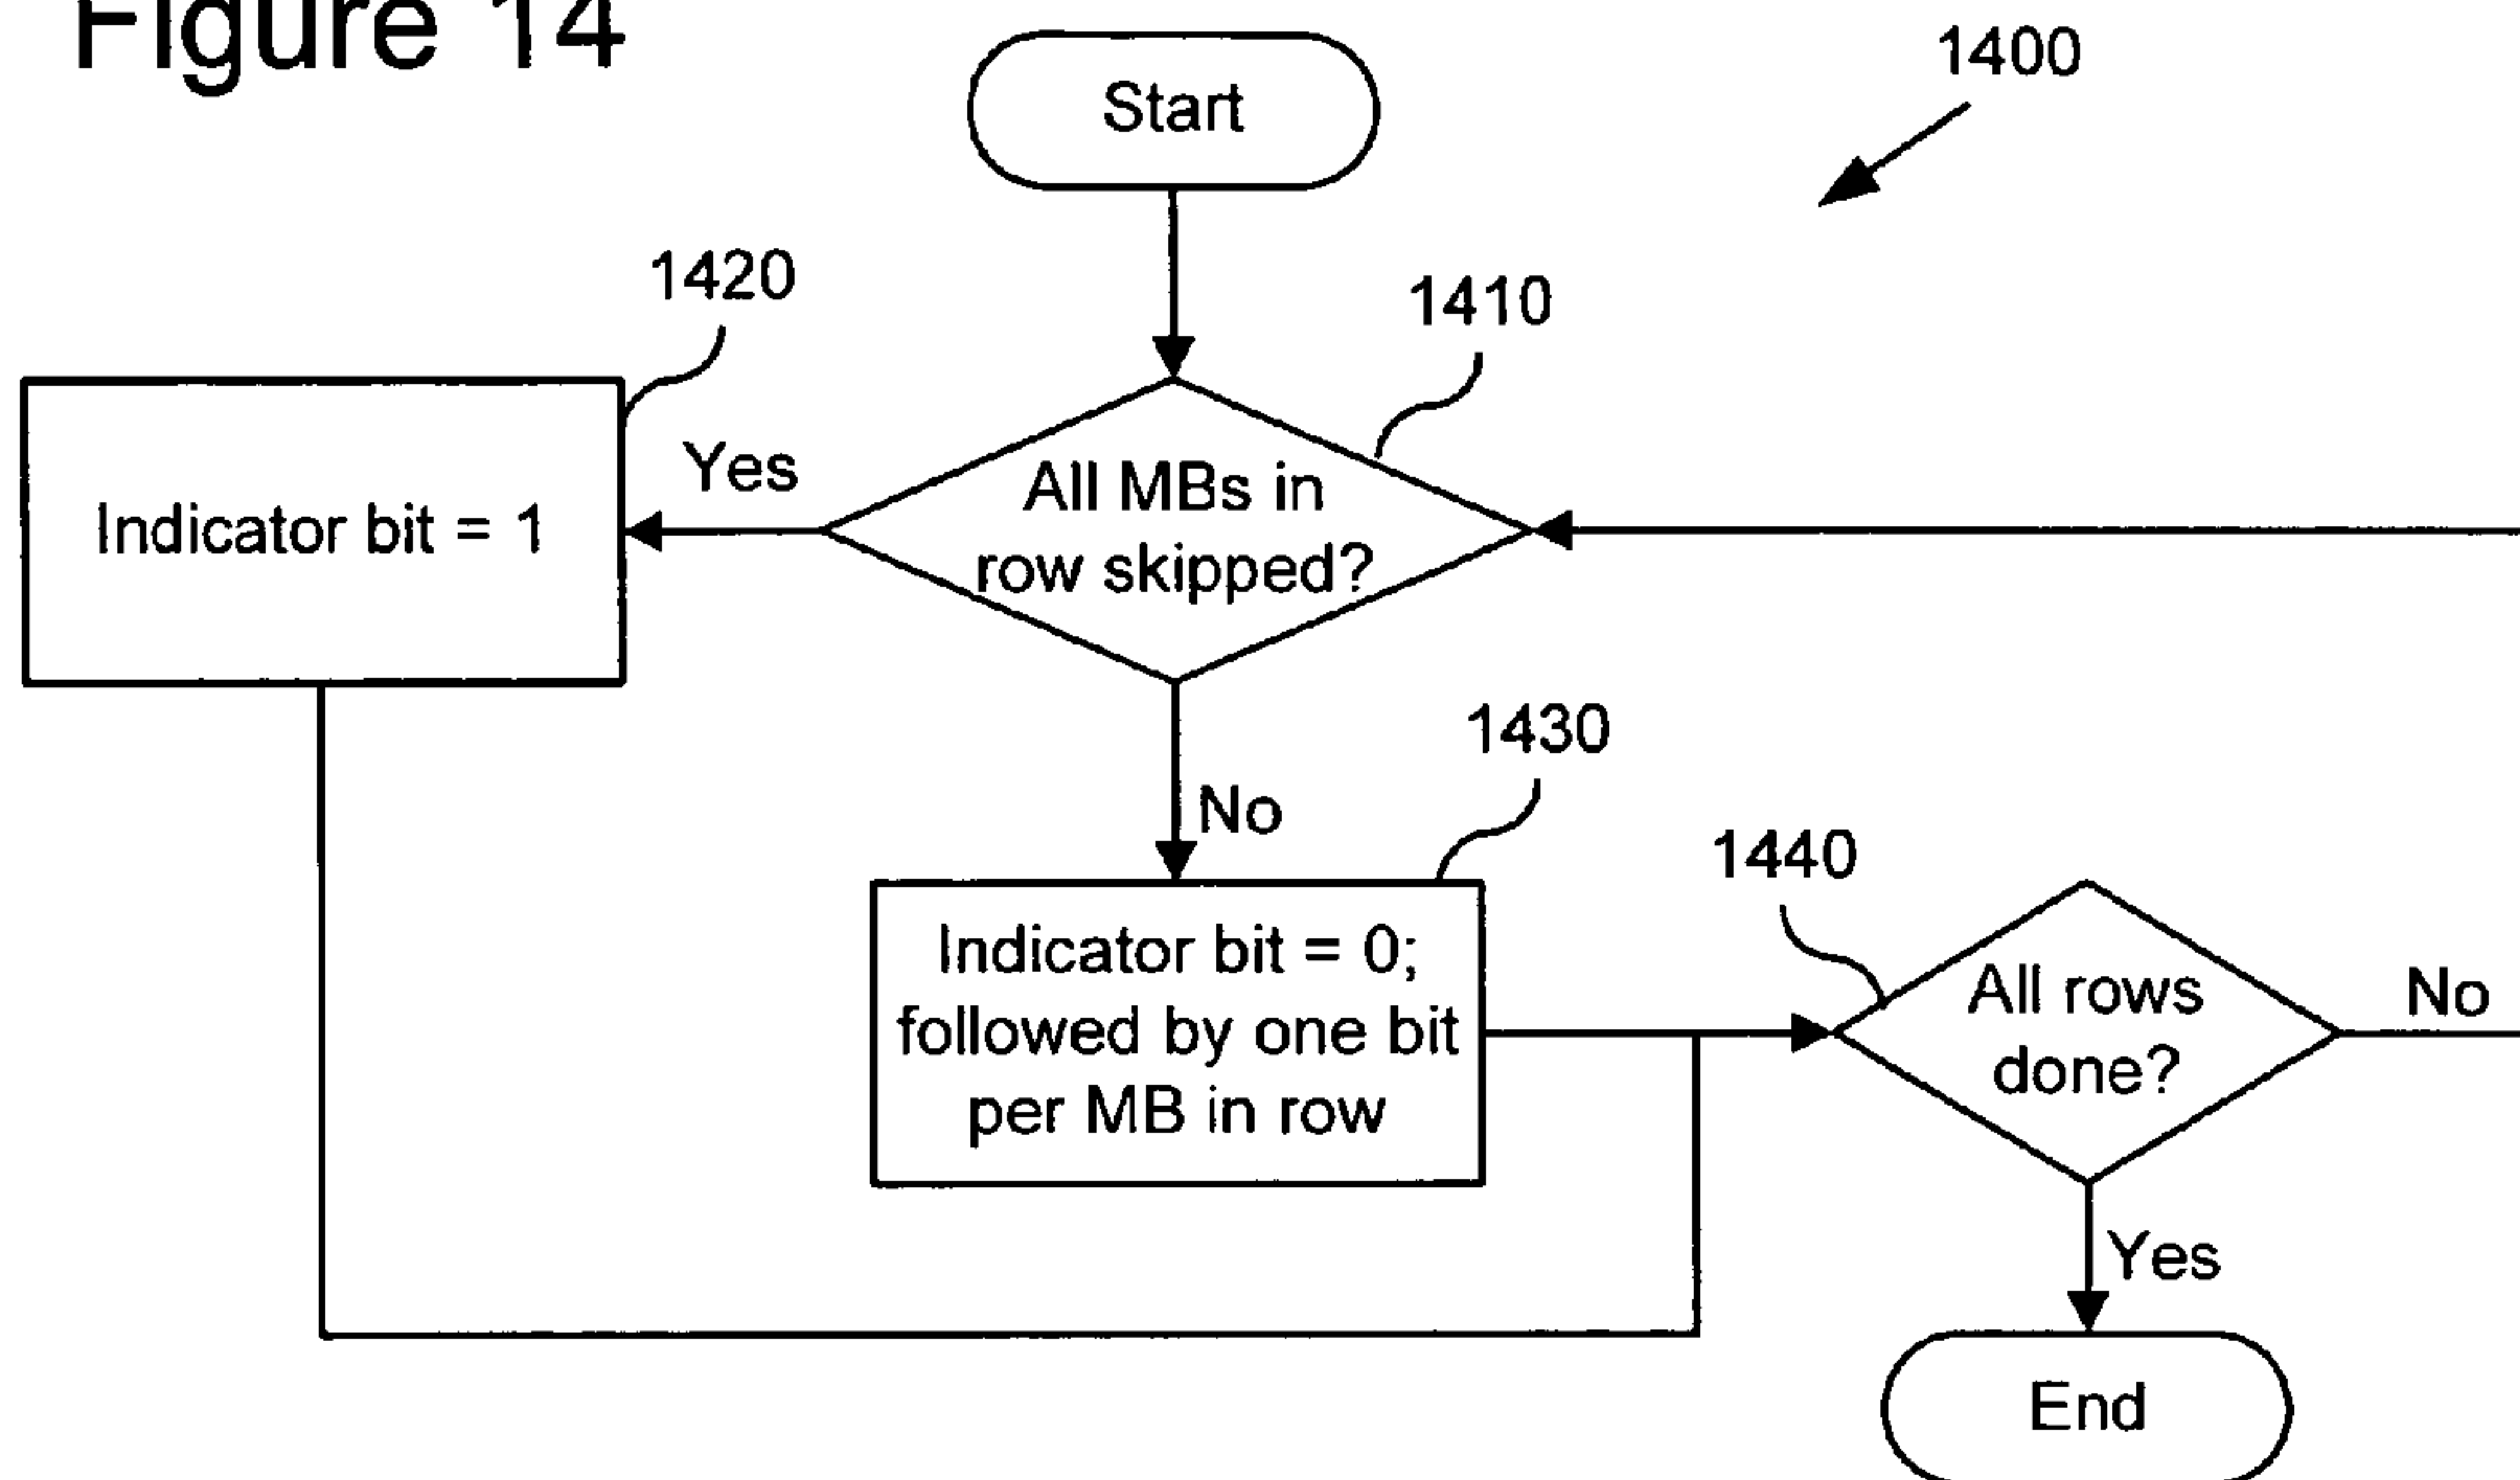 Figure 14
Start
1400
1420
1410
Yes
All MBs in
row skipped?
Indicator bit = 1
1430
No
1440
Indicator bit = 0;
followed by one bit
per MB in row
All rows
done?
No
Yes
End